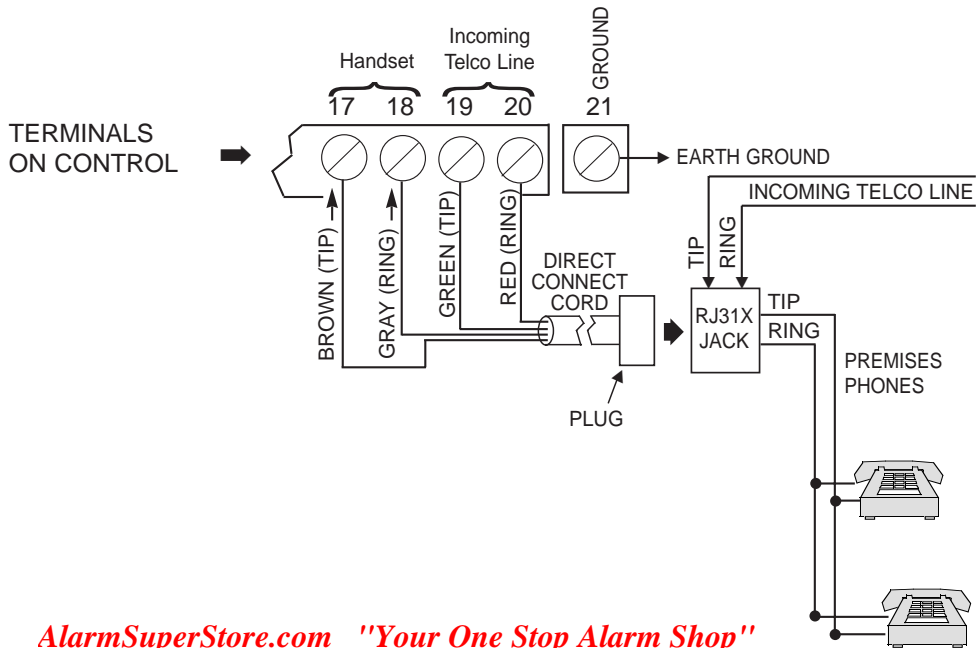 Handset
Incoming
Telco Line
GROUND
17 18 19 20 21
TERMINALS
ON CONTROL
EARTH GROUND
INCOMING TELCO LINE
BROWN (TIP)
GRAY (RING)
GREEN (TIP)
RED (RING)
DIRECT
CONNECT
CORD
PLUG
TIP
RING
RJ31X
JACK
TIP
RING
PREMISES
PHONES
AlarmSuperStore.com "Your One Stop Alarm Shop"